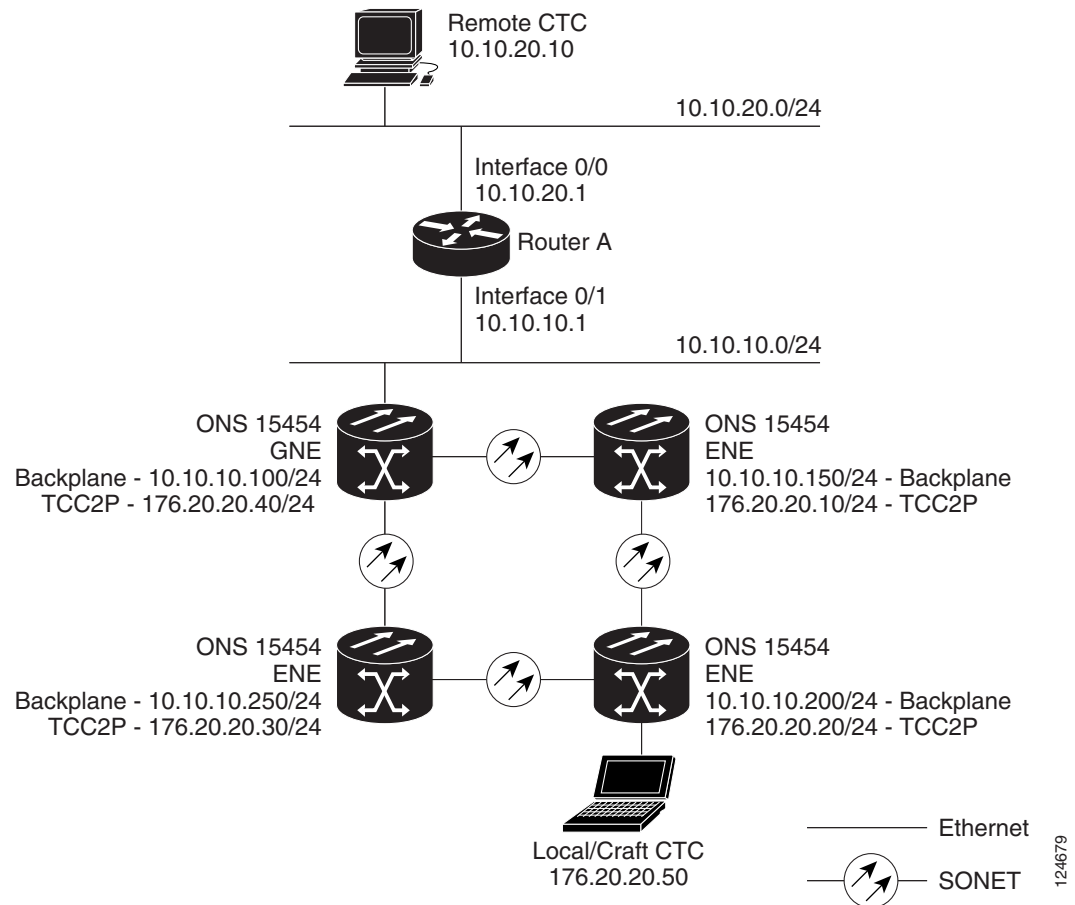 Remote CTC
10.10.20.10
10.10.20.0/24
Interface 0/0
10.10.20.1
Router A
Interface 0/1
10.10.10.1
10.10.10.0/24
ONS 15454
GNE
Backplane - 10.10.10.100/24
TCC2P - 176.20.20.40/24
ONS 15454
ENE
10.10.10.150/24 - Backplane
176.20.20.10/24 - TCC2P
ONS 15454
ENE
Backplane - 10.10.10.250/24
TCC2P - 176.20.20.30/24
ONS 15454
ENE
10.10.10.200/24 - Backplane
176.20.20.20/24 - TCC2P
Local/Craft CTC
176.20.20.50
Ethernet
SONET
124679